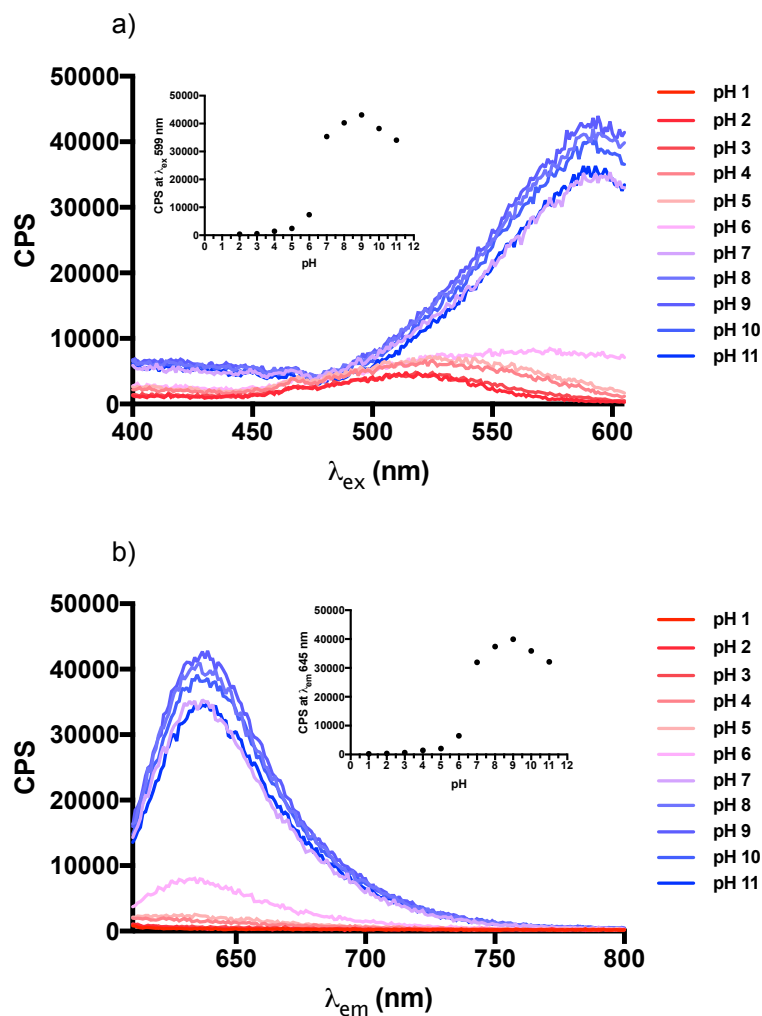 a)
50000
40000
30000
20000
10000
0
CPS
400
450
500
550
600
λex (nm)
50000
40000
30000
20000
10000
0
CPS at λex 599 nm
0 1 2 3 4 5 6 7 8 9 10 11 12
pH
pH 1
pH 2
pH 3
pH 4
pH 5
pH 6
pH 7
pH 8
pH 9
pH 10
pH 11
b)
50000
40000
30000
20000
10000
0
CPS
650
700
750
800
λem (nm)
50000
40000
30000
20000
10000
0
CPS at λem 645 nm
0 1 2 3 4 5 6 7 8 9 10 11 12
pH
pH 1
pH 2
pH 3
pH 4
pH 5
pH 6
pH 7
pH 8
pH 9
pH 10
pH 11